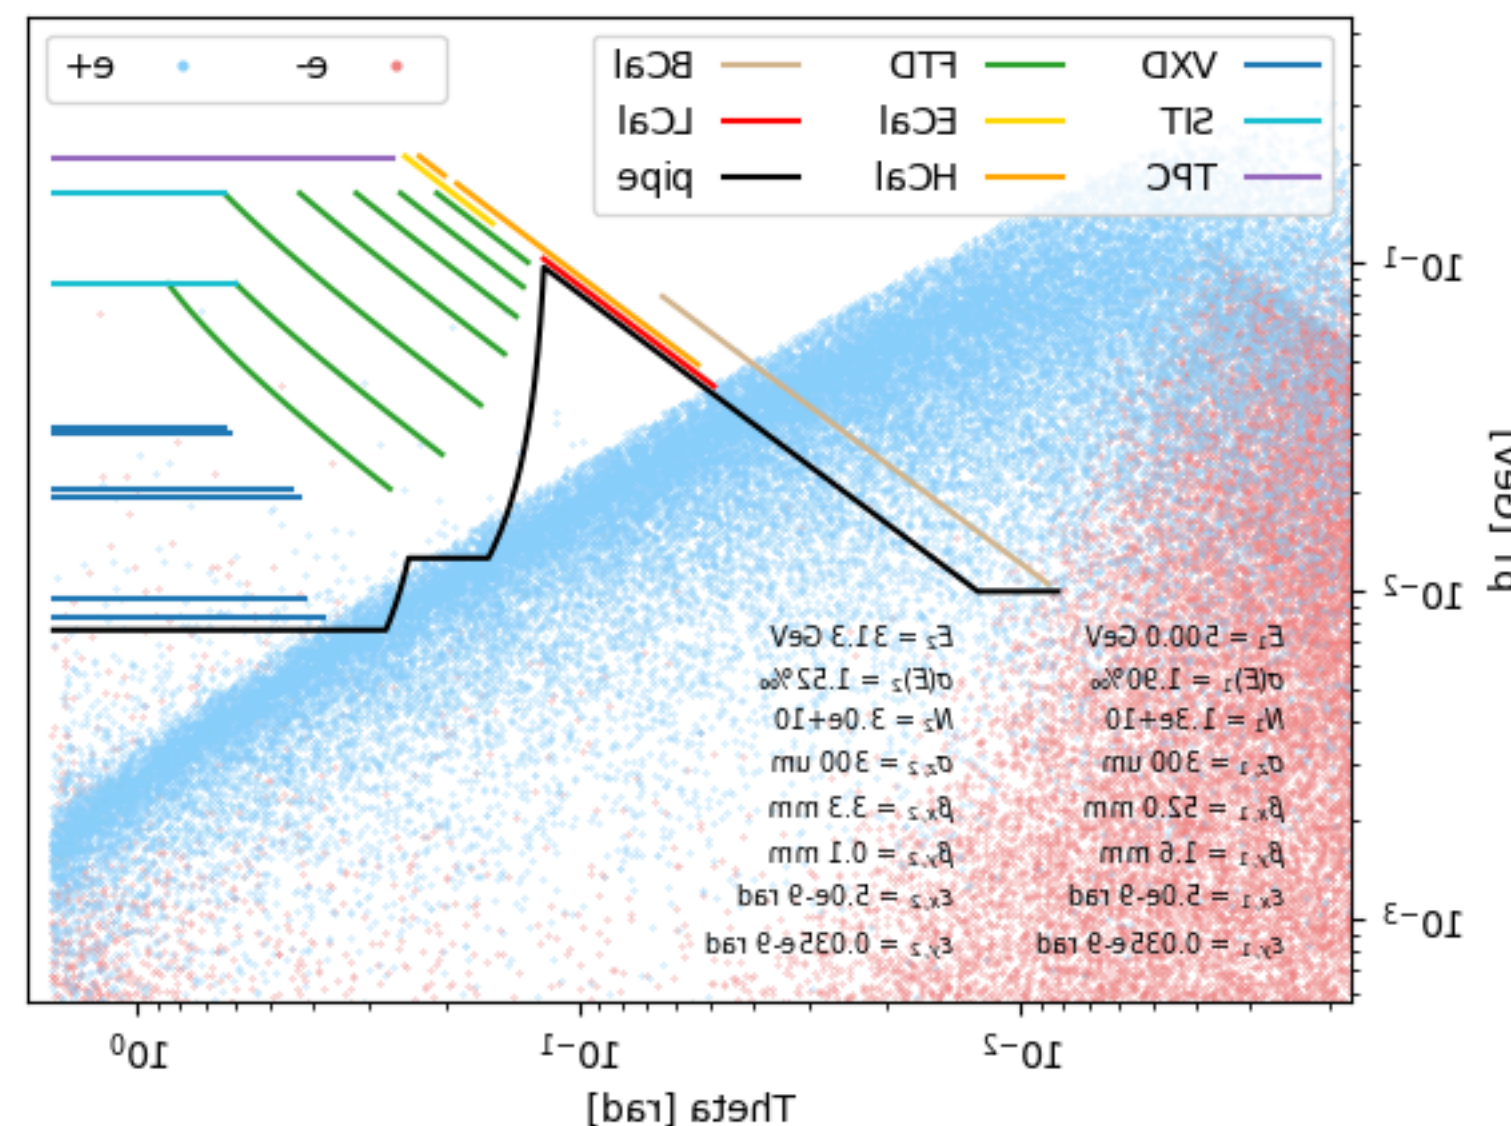 VXD FTD BCal
SIT ECal LCal
TPC HCal pipe
e- e+
10⁻¹
10⁻²
10⁻³
pT [GeV]
E₁ = 500.0 GeV
σ(E)₁ = 1.90‰
N₁ = 1.3e+10
σz,1 = 300 um
βx,1 = 52.0 mm
βy,1 = 1.6 mm
εx,1 = 5.0e-9 rad
εy,1 = 0.035e-9 rad
E₂ = 31.3 GeV
σ(E)₂ = 1.52‰
N₂ = 3.0e+10
σz,2 = 300 um
βx,2 = 3.3 mm
βy,2 = 0.1 mm
εx,2 = 5.0e-9 rad
εy,2 = 0.035e-9 rad
10⁻² 10⁻¹ 10⁰
Theta [rad]